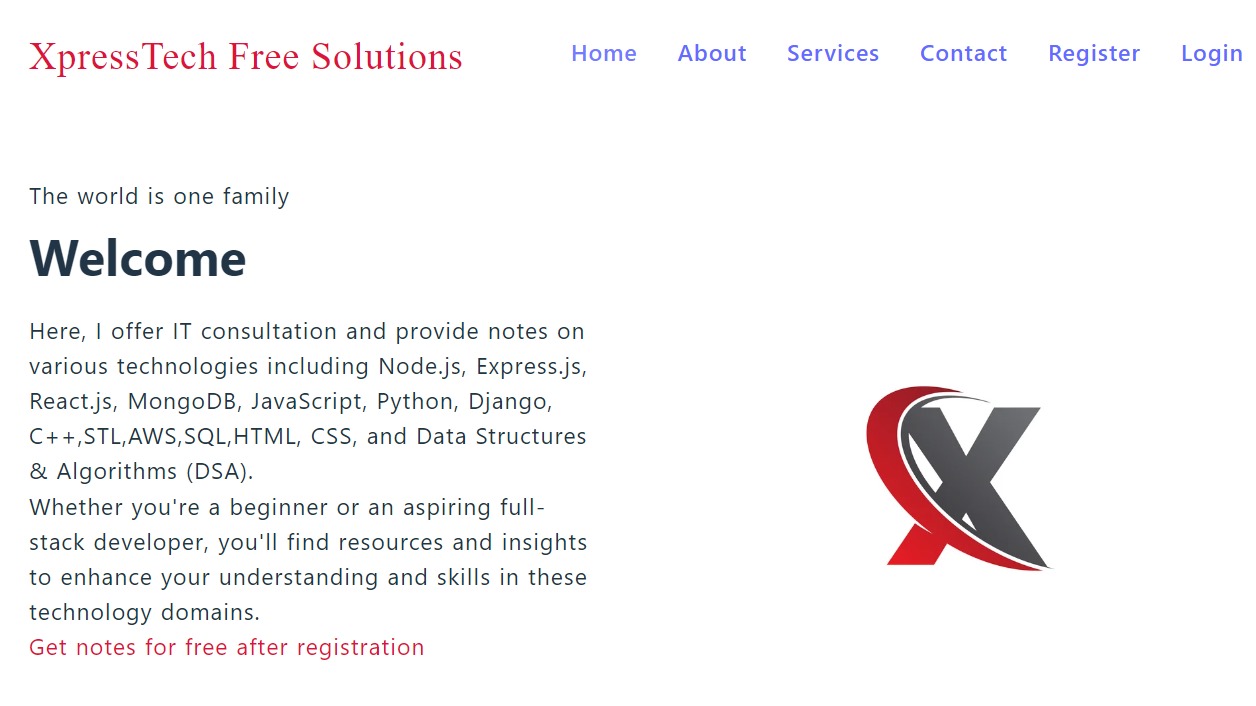 XpressTech Free Solutions
Home About Services Contact Register Login
The world is one family
Welcome
Here, I offer IT consultation and provide notes on
various technologies including Node.js, Express.js,
React.js, MongoDB, JavaScript, Python, Django,
C++,STL,AWS,SQL,HTML, CSS, and Data Structures
& Algorithms (DSA).
Whether you're a beginner or an aspiring full-
stack developer, you'll find resources and insights
to enhance your understanding and skills in these
technology domains.
Get notes for free after registration
X